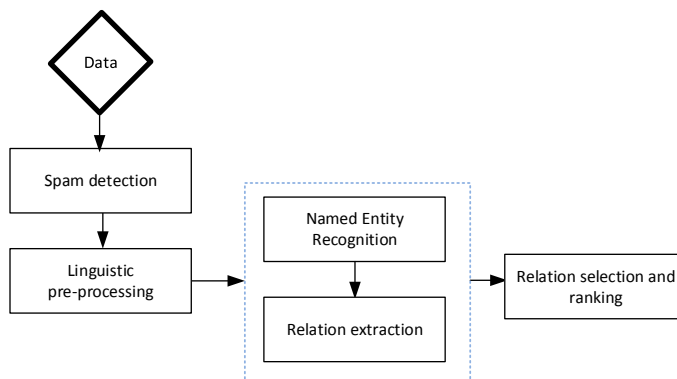 Data
Spam detection
Linguistic
pre-processing
Named Entity
Recognition
Relation extraction
Relation selection and
ranking